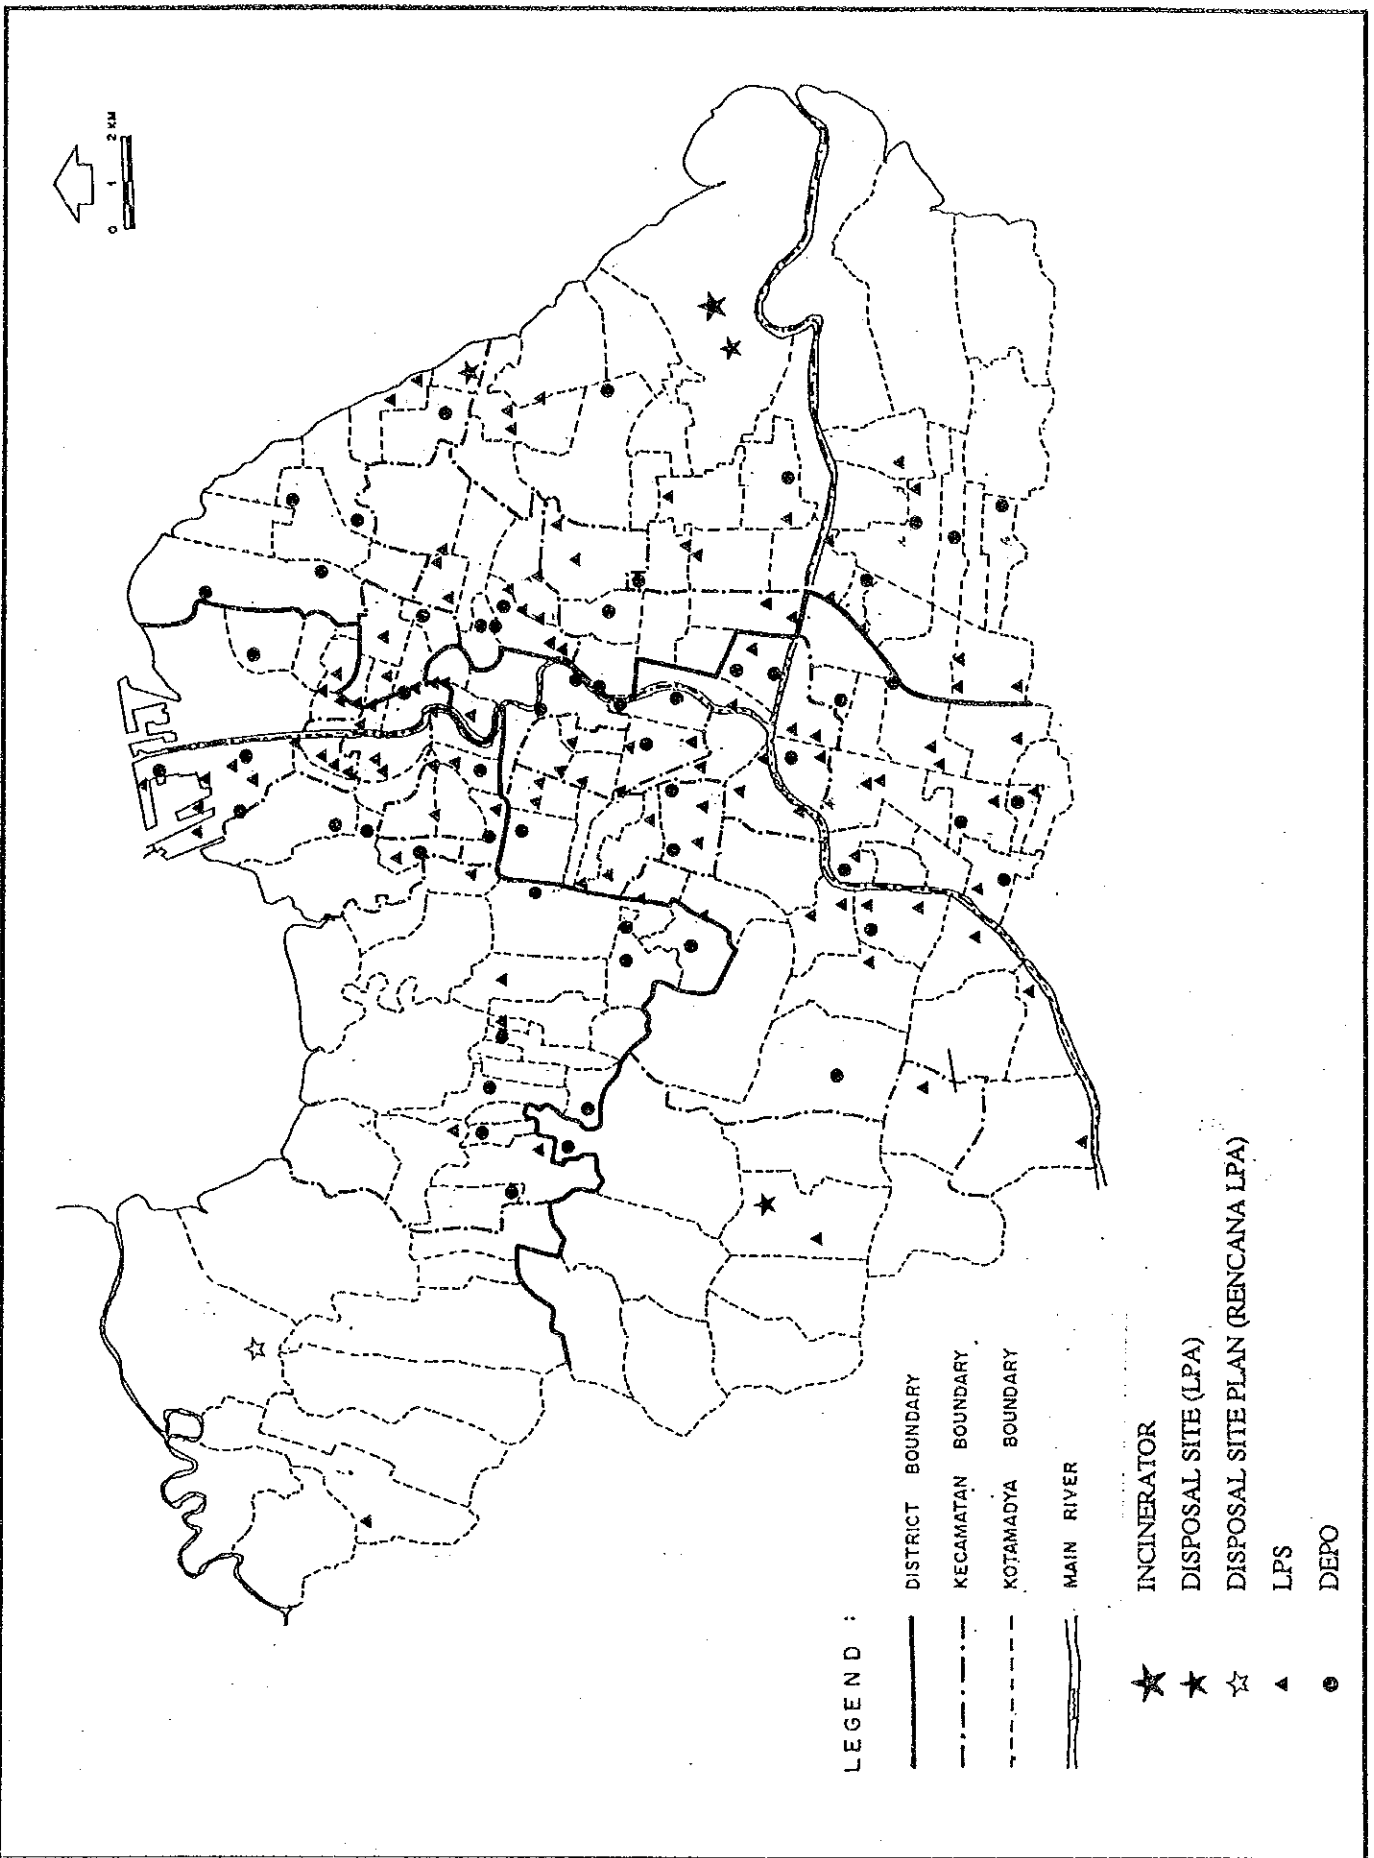 0 1 2 KM
LEGEND :
DISTRICT BOUNDARY
KECAMATAN BOUNDARY
KOTAMADYA BOUNDARY
MAIN RIVER
INCINERATOR
DISPOSAL SITE (LPA)
DISPOSAL SITE PLAN (RENCANA LPA)
LPS
DEPO